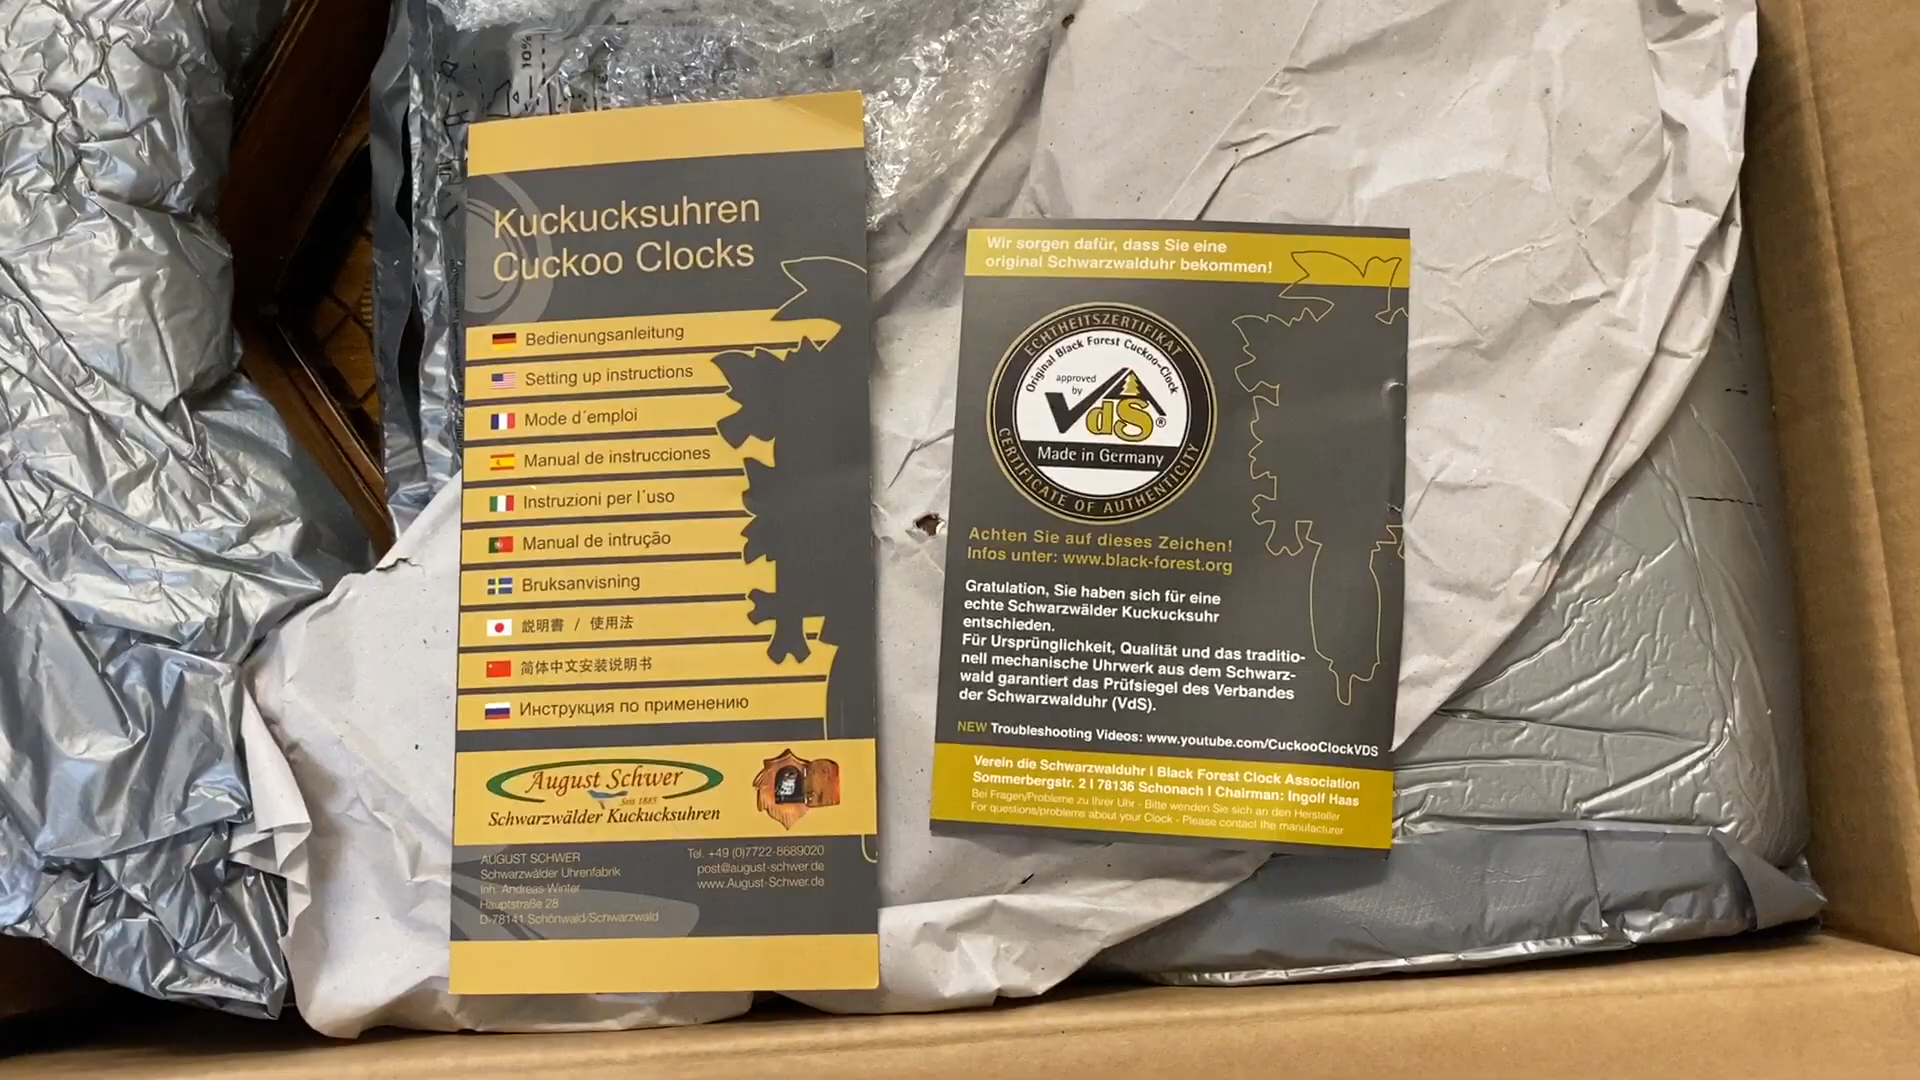 10%
Kuckucksuhren
Cuckoo Clocks
Bedienungsanleitung
Setting up instructions
Mode d´emploi
Manual de instrucciones
Instruzioni per l´uso
Manual de intrução
Bruksanvisning
説明書 / 使用法
简体中文安装说明书
Инструкция по применению
August Schwer
Seit 1885
Schwarzwälder Kuckucksuhren
AUGUST SCHWER
Schwarzwälder Uhrenfabrik
Inh. Andreas Winter
Hauptstraße 28
D-78141 Schönwald/Schwarzwald
Tel. +49 (0)7722-8689020
post@august-schwer.de
www.August-Schwer.de
Wir sorgen dafür, dass Sie eine
original Schwarzwalduhr bekommen!
ECHTHEITSZERTIFIKAT
Original Black Forest Cuckoo-Clock
approved
by
VdS®
Made in Germany
CERTIFICATE OF AUTHENTICITY
Achten Sie auf dieses Zeichen!
Infos unter: www.black-forest.org
Gratulation, Sie haben sich für eine
echte Schwarzwälder Kuckucksuhr
entschieden.
Für Ursprünglichkeit, Qualität und das traditio-
nell mechanische Uhrwerk aus dem Schwarz-
wald garantiert das Prüfsiegel des Verbandes
der Schwarzwalduhr (VdS).
NEW Troubleshooting Videos: www.youtube.com/CuckooClockVDS
Verein die Schwarzwalduhr I Black Forest Clock Association
Sommerbergstr. 2 I 78136 Schonach I Chairman: Ingolf Haas
Bei Fragen/Probleme zu Ihrer Uhr - Bitte wenden Sie sich an den Hersteller
For questions/problems about your Clock - Please contact the manufacturer